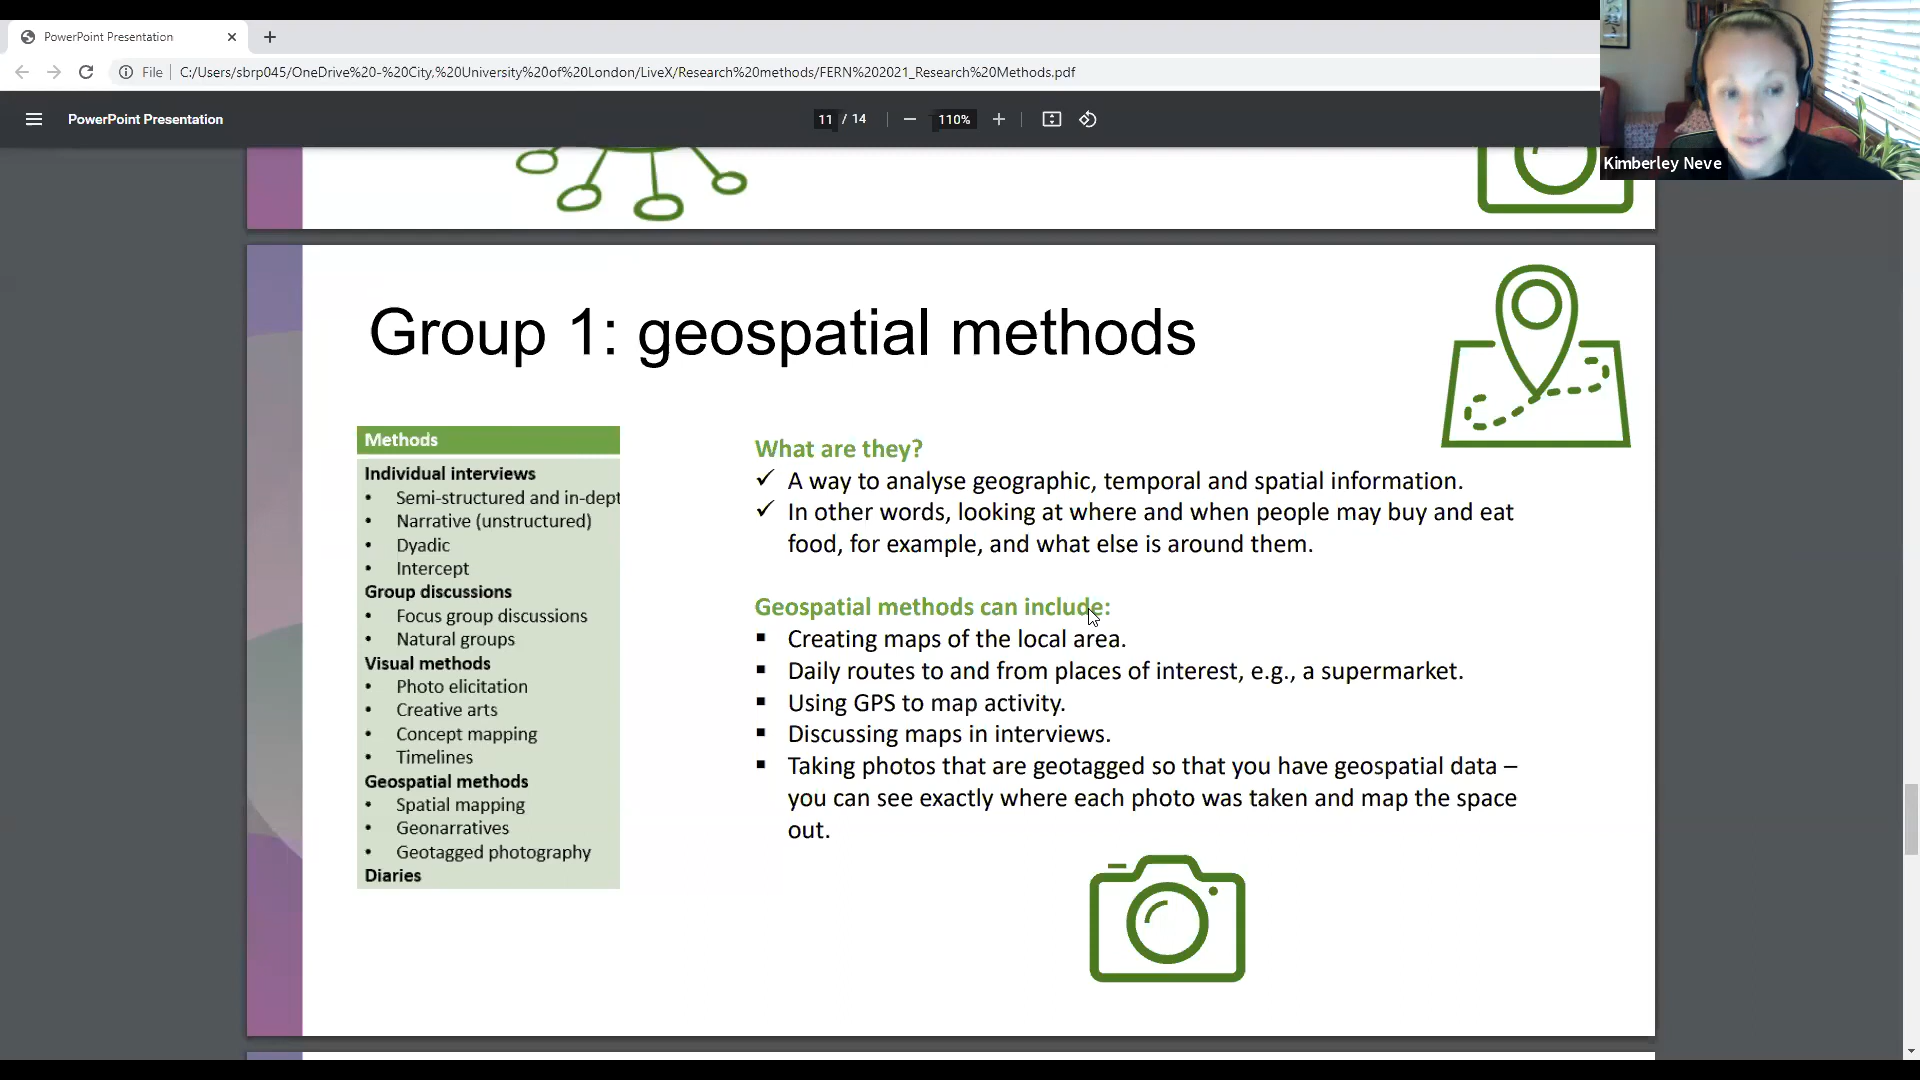 PowerPoint Presentation
File
C:/Users/sbrp045/OneDrive%20-%20City,%20University%20of%20London/LiveX/Research%20methods/FERN%202021_Research%20Methods.pdf
PowerPoint Presentation
11 / 14
110%
Kimberley Neve
Group 1: geospatial methods
Methods
Individual interviews
• Semi-structured and in-dept
• Narrative (unstructured)
• Dyadic
• Intercept
Group discussions
• Focus group discussions
• Natural groups
Visual methods
• Photo elicitation
• Creative arts
• Concept mapping
• Timelines
Geospatial methods
• Spatial mapping
• Geonarratives
• Geotagged photography
Diaries
What are they?
✓ A way to analyse geographic, temporal and spatial information.
✓ In other words, looking at where and when people may buy and eat
food, for example, and what else is around them.
Geospatial methods can include:
▪ Creating maps of the local area.
▪ Daily routes to and from places of interest, e.g., a supermarket.
▪ Using GPS to map activity.
▪ Discussing maps in interviews.
▪ Taking photos that are geotagged so that you have geospatial data –
you can see exactly where each photo was taken and map the space
out.